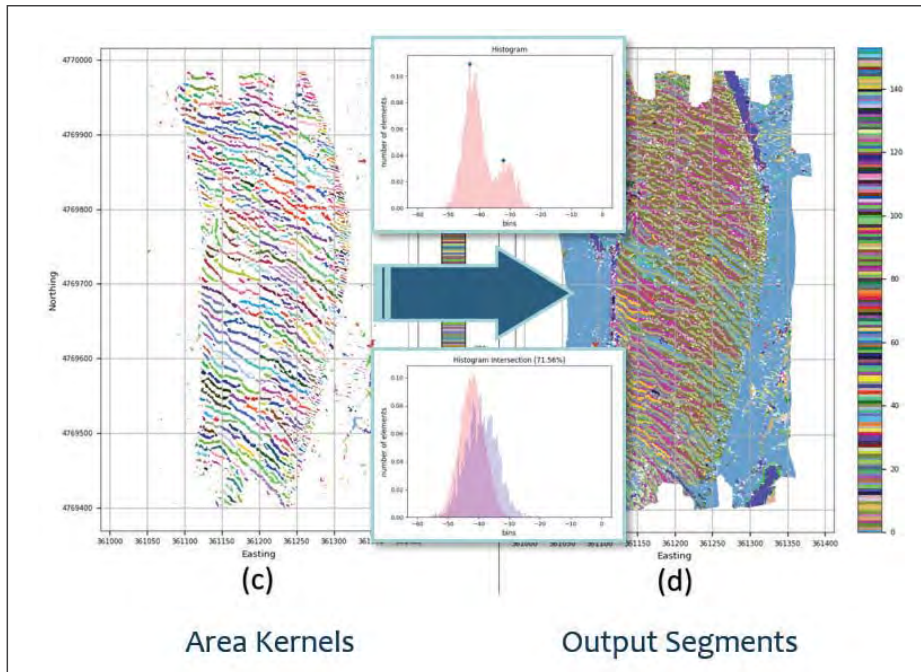 Histogram
0.10
0.08
0.06
0.04
0.02
0.00
number of elements
−60 −50 −40 −30 −20 −10 0
bins
Histogram Intersection (71.56%)
0.10
0.08
0.06
0.04
0.02
0.00
number of elements
−60 −50 −40 −30 −20 −10 0
bins
4770000
4769900
4769800
4769700
4769600
4769500
4769400
Northing
361000 361050 361100 361150 361200 361250 361300
Easting
361000 361050 361100 361150 361200 361250 361300 361350 361400
Easting
140
120
100
80
60
40
20
0
(c) (d)
Area Kernels Output Segments